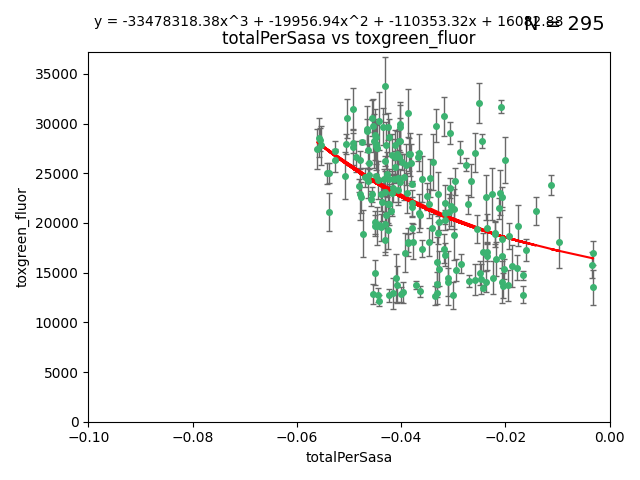 y = -33478318.38x^3 + -19956.94x^2 + -110353.32x + 16082.88
N = 295
totalPerSasa vs toxgreen_fluor
35000
30000
25000
20000
15000
10000
5000
0
toxgreen_fluor
−0.10
−0.08
−0.06
−0.04
−0.02
0.00
totalPerSasa